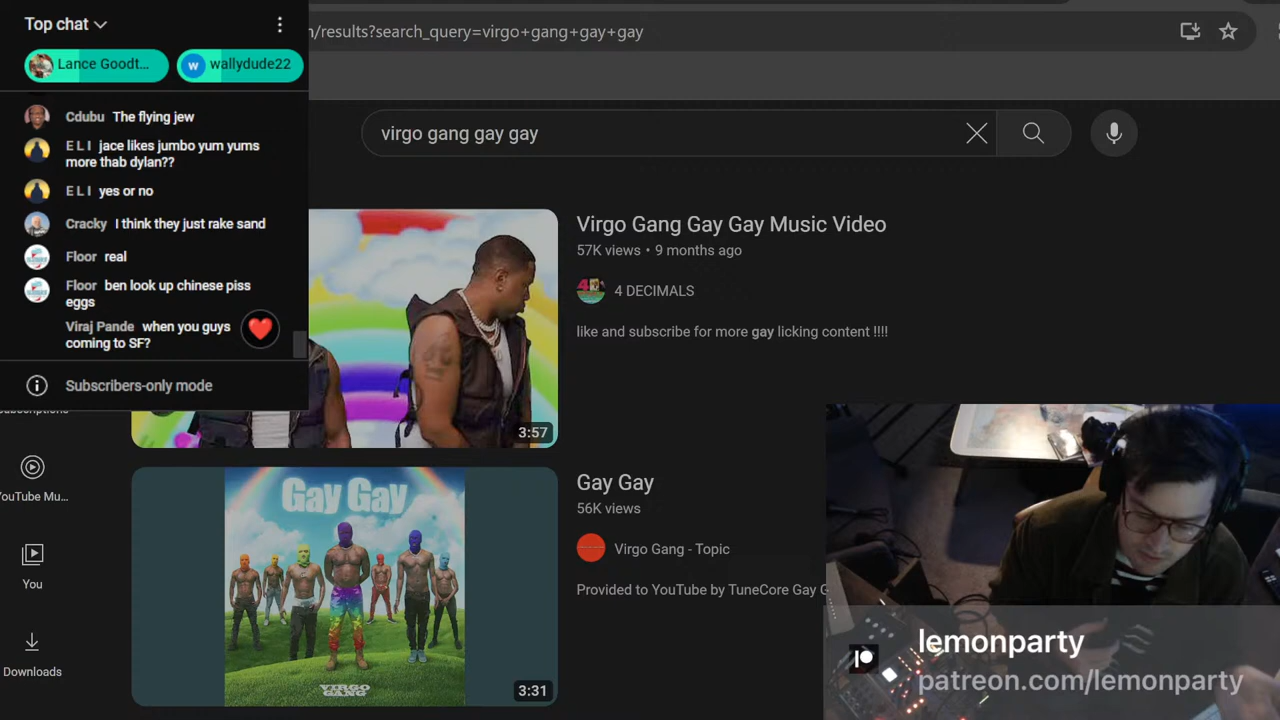 Top chat
n/results?search_query=virgo+gang+gay+gay
Lance Goodt...
w wallydude22
Cdubu The flying jew
E L I jace likes jumbo yum yums
more thab dylan??
E L I yes or no
Cracky I think they just rake sand
Floor real
Floor ben look up chinese piss
eggs
Viraj Pande when you guys
coming to SF?
Subscribers-only mode
virgo gang gay gay
Virgo Gang Gay Gay Music Video
57K views • 9 months ago
4 DECIMALS
like and subscribe for more gay licking content !!!!
3:57
YouTube Mu...
You
Downloads
Gay Gay
VIRGO
GANG
3:31
Gay Gay
56K views
Virgo Gang - Topic
Provided to YouTube by TuneCore Gay G
lemonparty
patreon.com/lemonparty